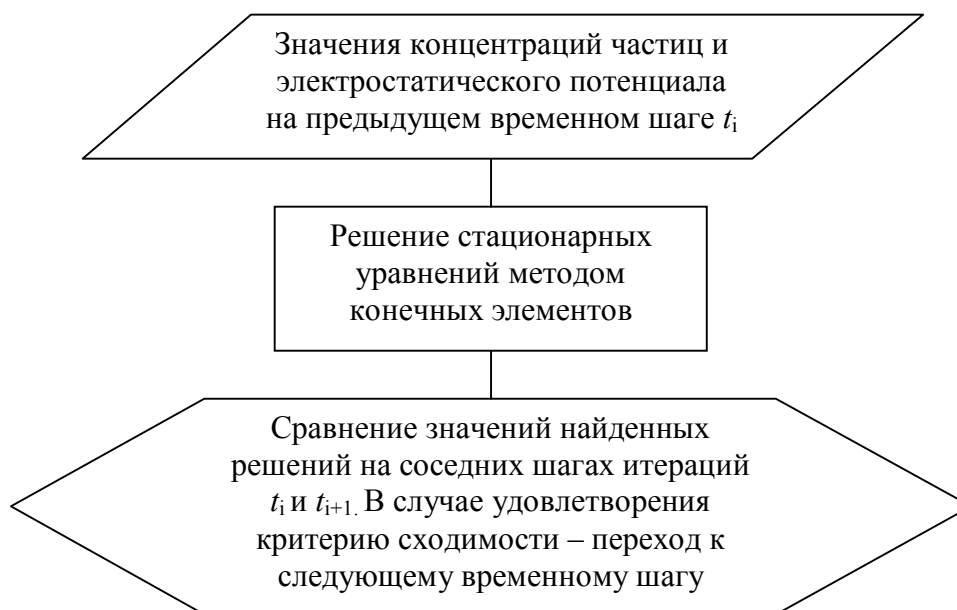 Значения концентраций частиц и
электростатического потенциала
на предыдущем временном шаге tᵢ
Решение стационарных
уравнений методом
конечных элементов
Сравнение значений найденных
решений на соседних шагах итераций
tᵢ и tᵢ₊₁. В случае удовлетворения
критерию сходимости – переход к
следующему временному шагу